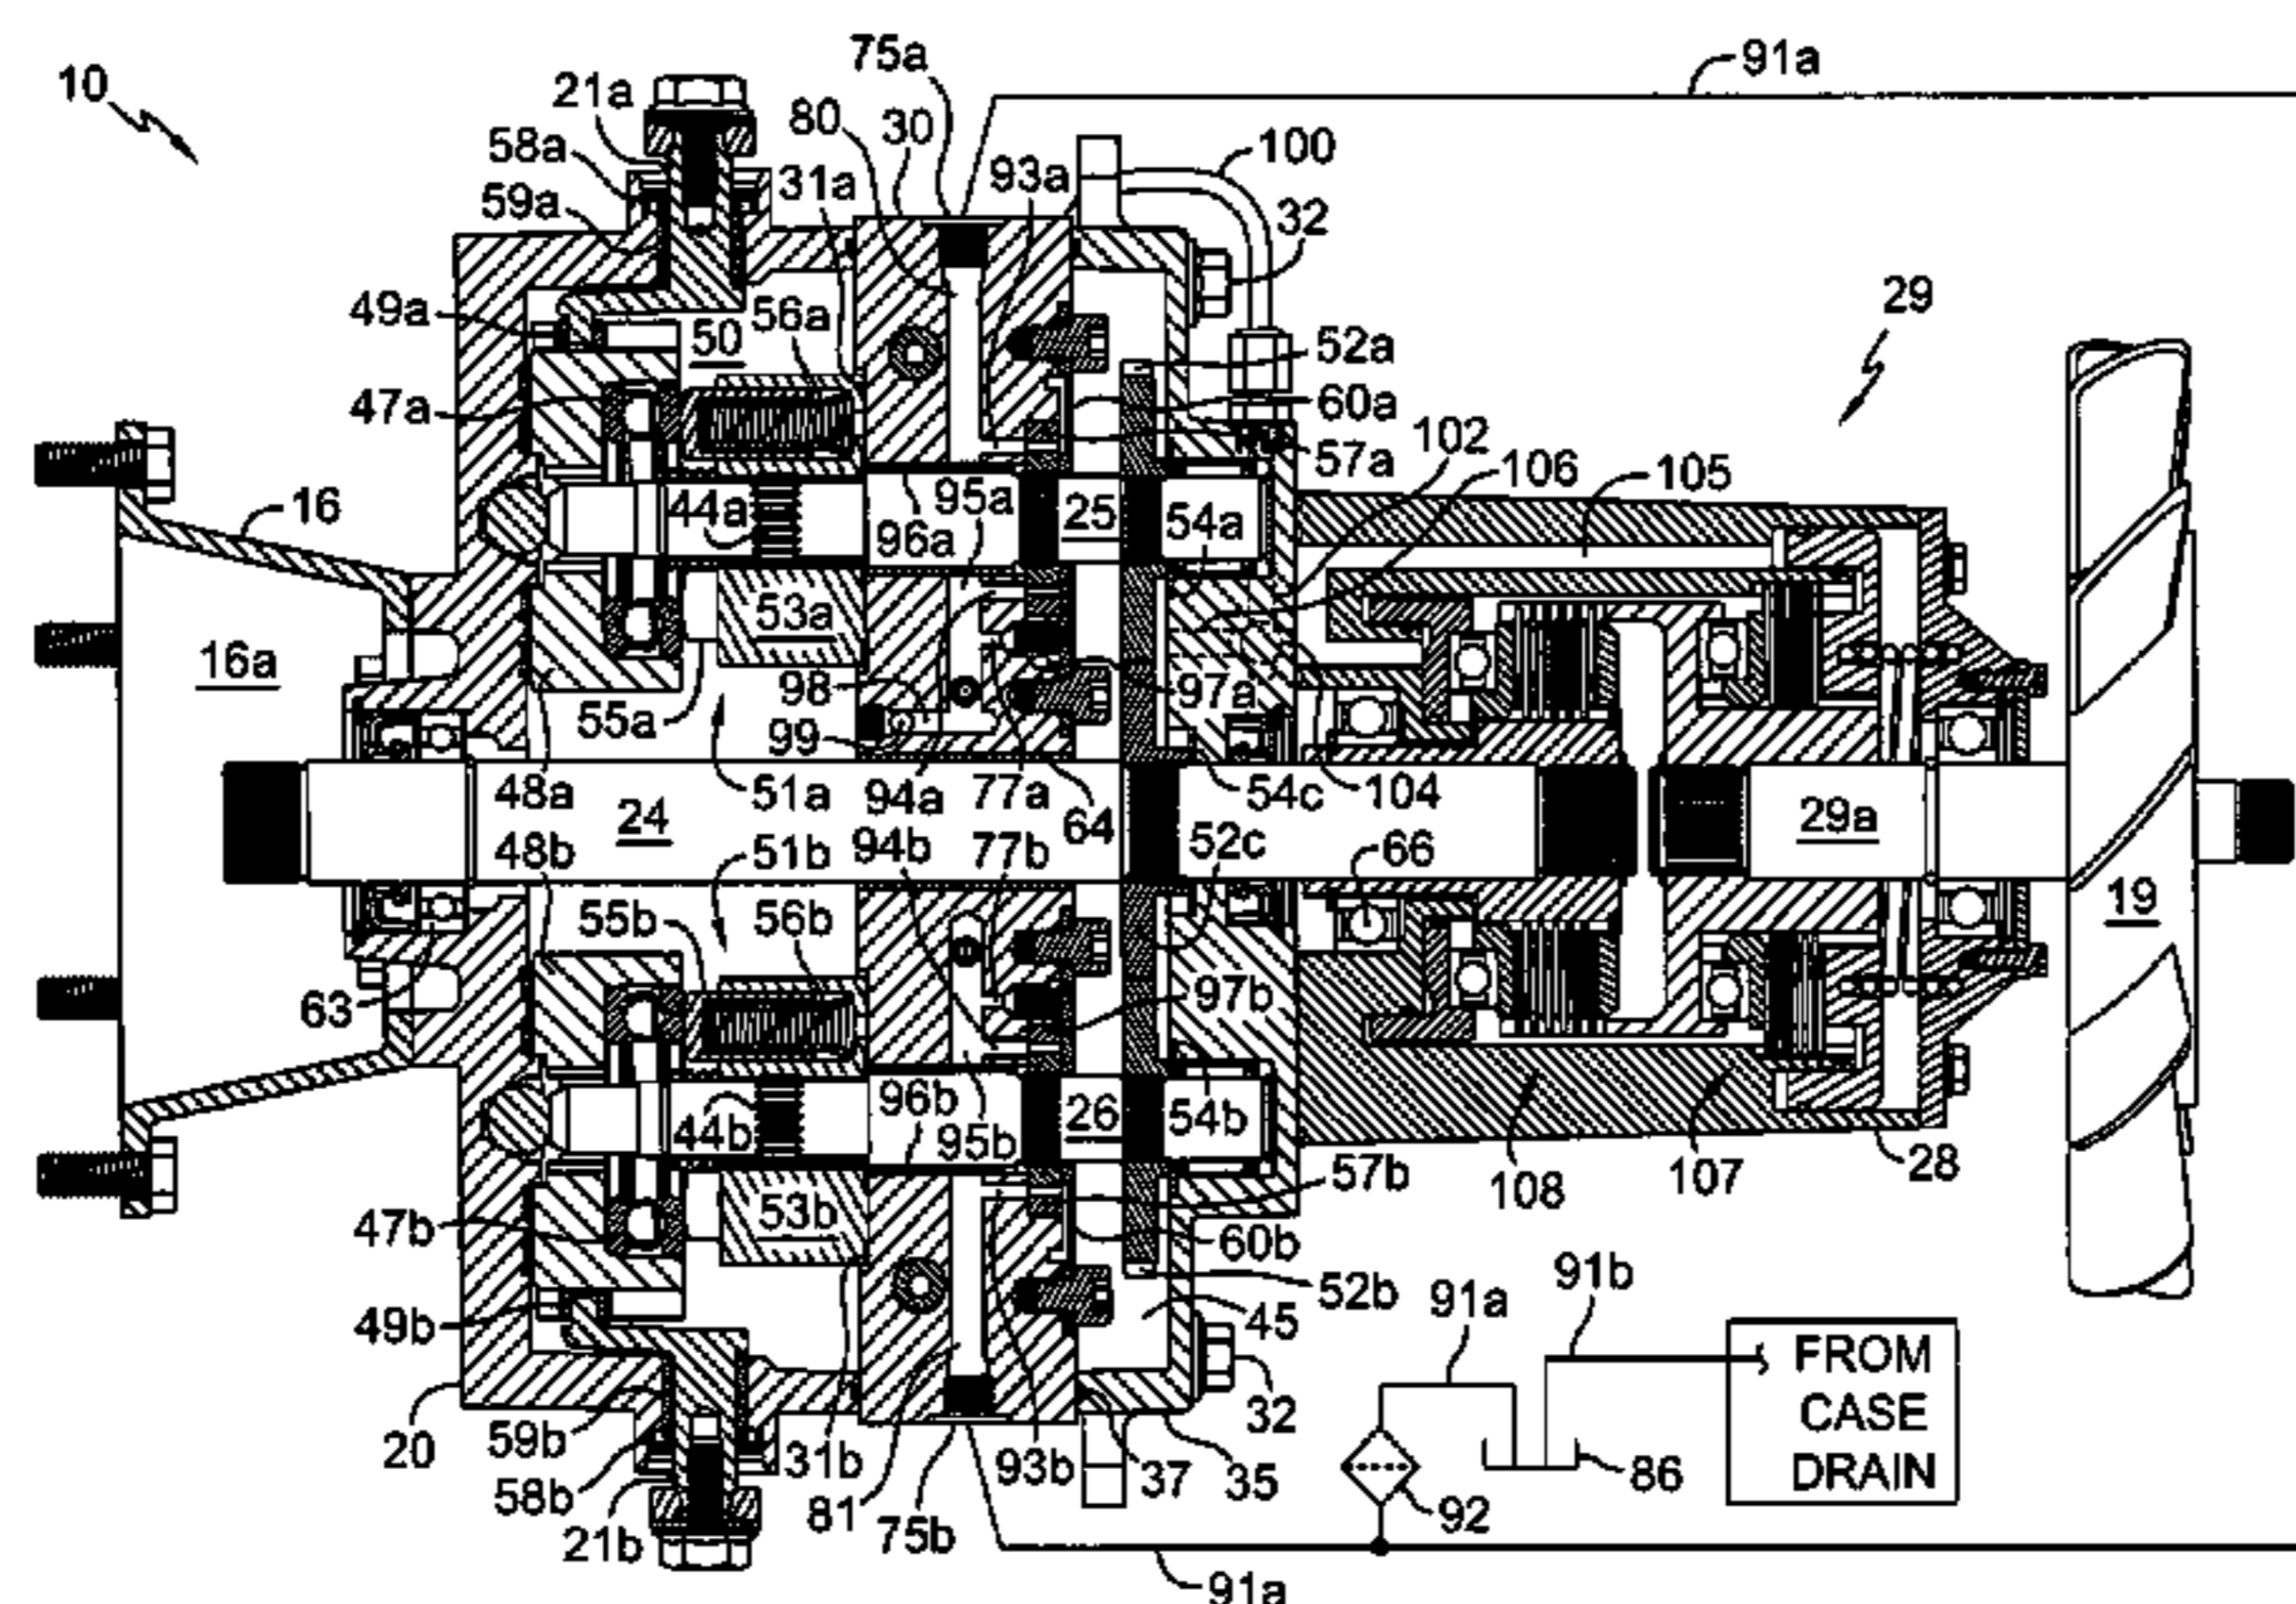 10
75a
91a
21a
80
30
100
58a
93a
59a
31a
32
49a
56a
29
50
52a
47a
60a
102
57a
106
16
44a
95a
105
96a
25
54a
53a
16a
98
97a
55a
99
48a
51a
94a
77a
54c
104
24
64
29a
48b
51b
94b
77b
52c
66
55b
56b
19
63
97b
96b
26
44b
95b
54b
28
57b
108
107
53b
47b
60b
91b
52b
91a
49b
45
FROM
CASE
DRAIN
20
59b
31b
93b
37
35
32
86
58b
81
92
21b
75b
91a